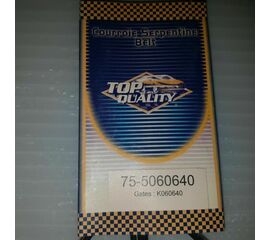 Courroie Serpentine
Belt
TOP
QUALITY
75-5060640
Gates : K060640